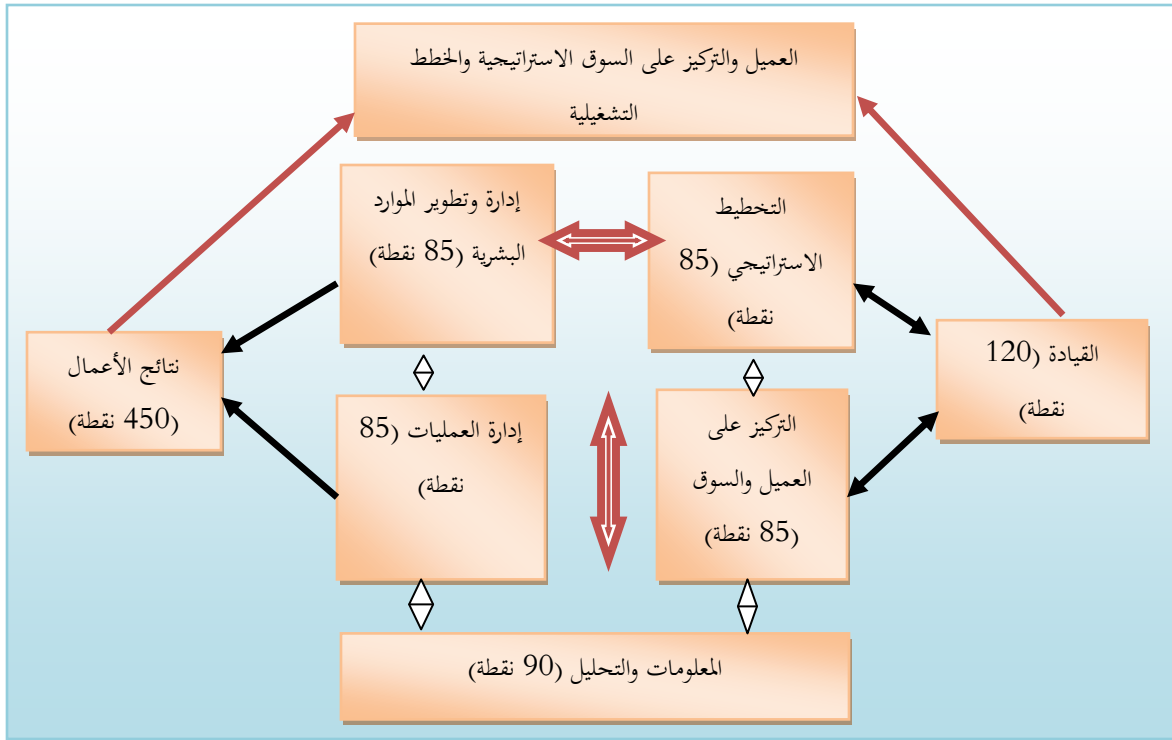 العميل والتركيز على السوق الاستراتيجية والخطط
التشغيلية
التخطيط
الاستراتيجي (85
نقطة)
إدارة وتطوير الموارد
البشرية (85 نقطة)
القيادة (120
نقطة)
نتائج الأعمال
(450 نقطة)
التركيز على
العميل والسوق
(85 نقطة)
إدارة العمليات (85
نقطة)
المعلومات والتحليل (90 نقطة)